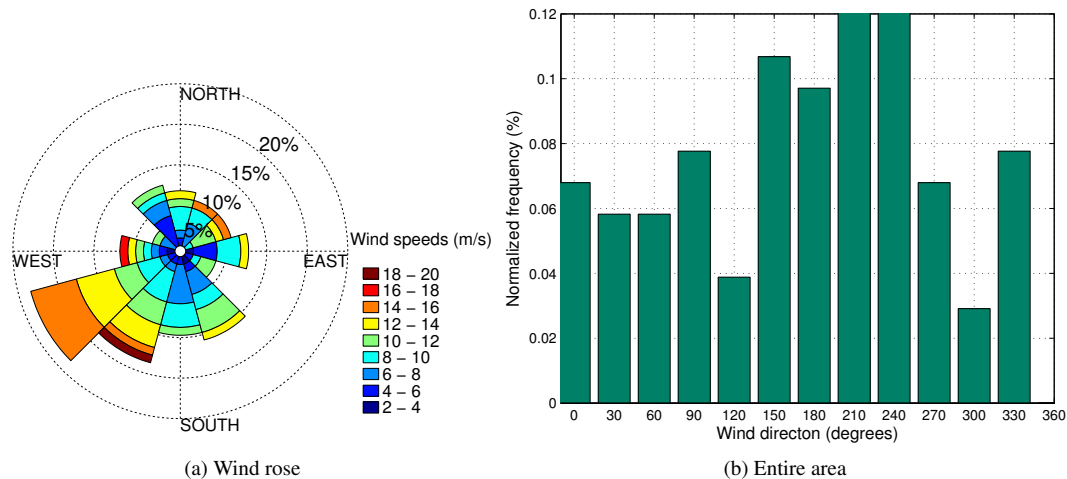 NORTH
20%
15%
10%
5%
WEST
EAST
SOUTH
Wind speeds (m/s)
18 − 20
16 − 18
14 − 16
12 − 14
10 − 12
8 − 10
6 − 8
4 − 6
2 − 4
(a) Wind rose
Normalized frequency (%)
0.12
0.1
0.08
0.06
0.04
0.02
0
0 30 60 90 120 150 180 210 240 270 300 330 360
Wind directon (degrees)
(b) Entire area